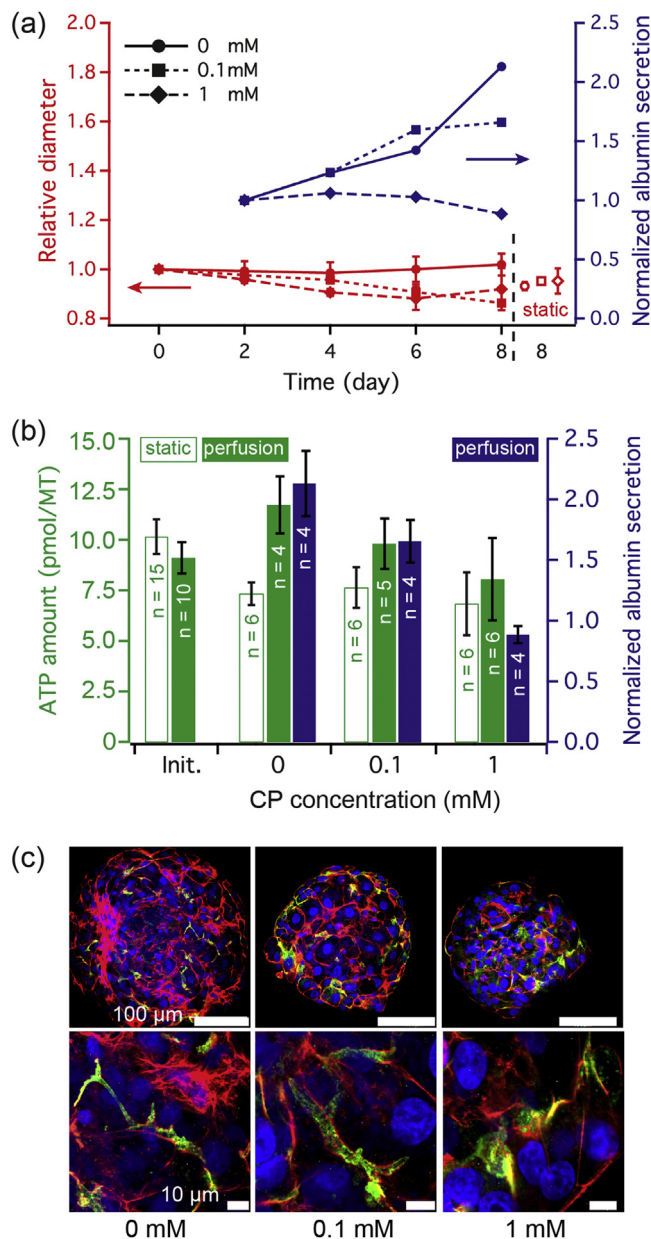 (a)
2.0
1.8
1.6
1.4
1.2
1.0
0.8
Relative diameter
0 mM
0.1 mM
1 mM
2.5
2.0
1.5
1.0
0.5
0.0
Normalized albumin secretion
static
0 2 4 6 8 8
Time (day)
(b)
15.0
12.5
10.0
7.5
5.0
2.5
0
ATP amount (pmol/MT)
static perfusion perfusion
2.5
2.0
1.5
1.0
0.5
0.0
Normalized albumin secretion
n = 15
n = 10
n = 6
n = 4
n = 4
n = 6
n = 5
n = 4
n = 6
n = 6
n = 4
Init. 0 0.1 1
CP concentration (mM)
(c)
100 µm
10 µm
0 mM 0.1 mM 1 mM